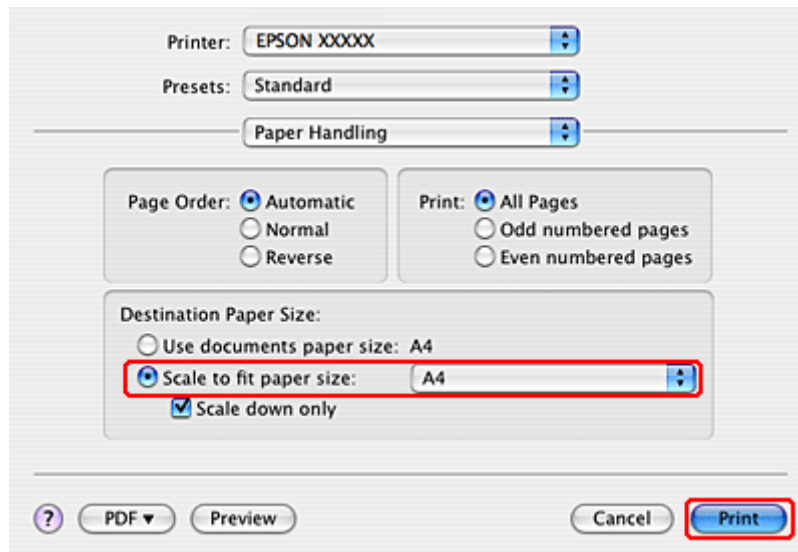 Printer: EPSON XXXXX
Presets: Standard
Paper Handling
Page Order: Automatic
Normal
Reverse
Print: All Pages
Odd numbered pages
Even numbered pages
Destination Paper Size:
Use documents paper size: A4
Scale to fit paper size: A4
Scale down only
? PDF Preview Cancel Print